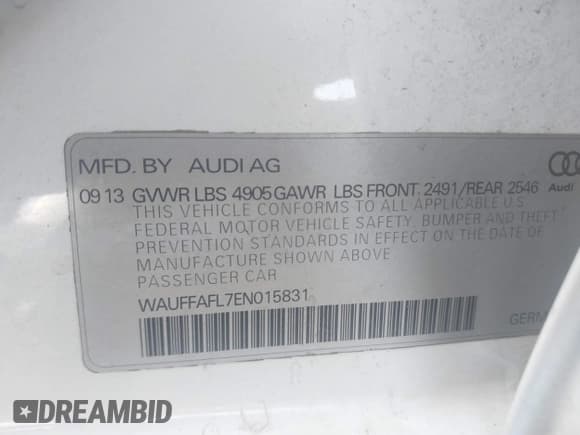 MFD. BY AUDI AG
Audi
09 13 GVWR LBS 4905 GAWR LBS FRONT 2491/REAR 2546
THIS VEHICLE CONFORMS TO ALL APPLICABLE U.S
FEDERAL MOTOR VEHICLE SAFETY, BUMPER AND THEFT
PREVENTION STANDARDS IN EFFECT ON THE DATE OF
MANUFACTURE SHOWN ABOVE
PASSENGER CAR
WAUFFAFL7EN015831
GERM
DREAMBID